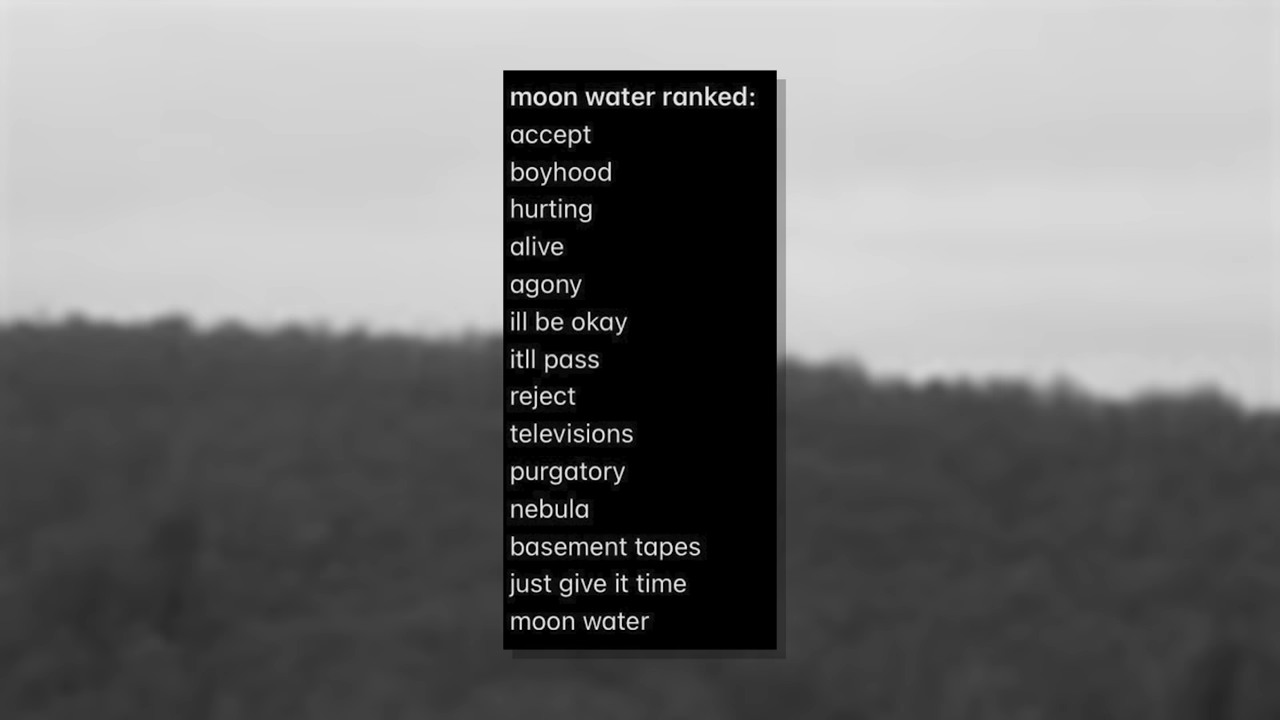 moon water ranked:
accept
boyhood
hurting
alive
agony
ill be okay
itll pass
reject
televisions
purgatory
nebula
basement tapes
just give it time
moon water